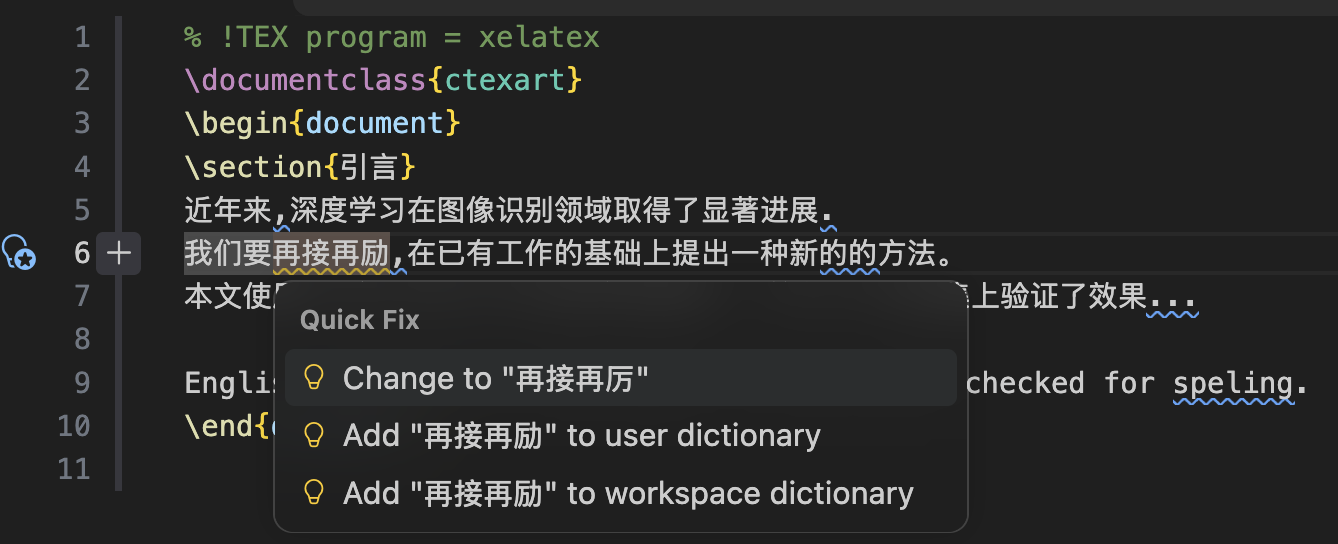 1 % !TEX program = xelatex
2 \documentclass{ctexart}
3 \begin{document}
4 \section{引言}
5 近年来,深度学习在图像识别领域取得了显著进展.
6 我们要再接再励,在已有工作的基础上提出一种新的的方法。
7 本文使 上验证了效果...
8
9 Englis checked for speling.
10 \end{
11
Quick Fix
Change to "再接再厉"
Add "再接再励" to user dictionary
Add "再接再励" to workspace dictionary